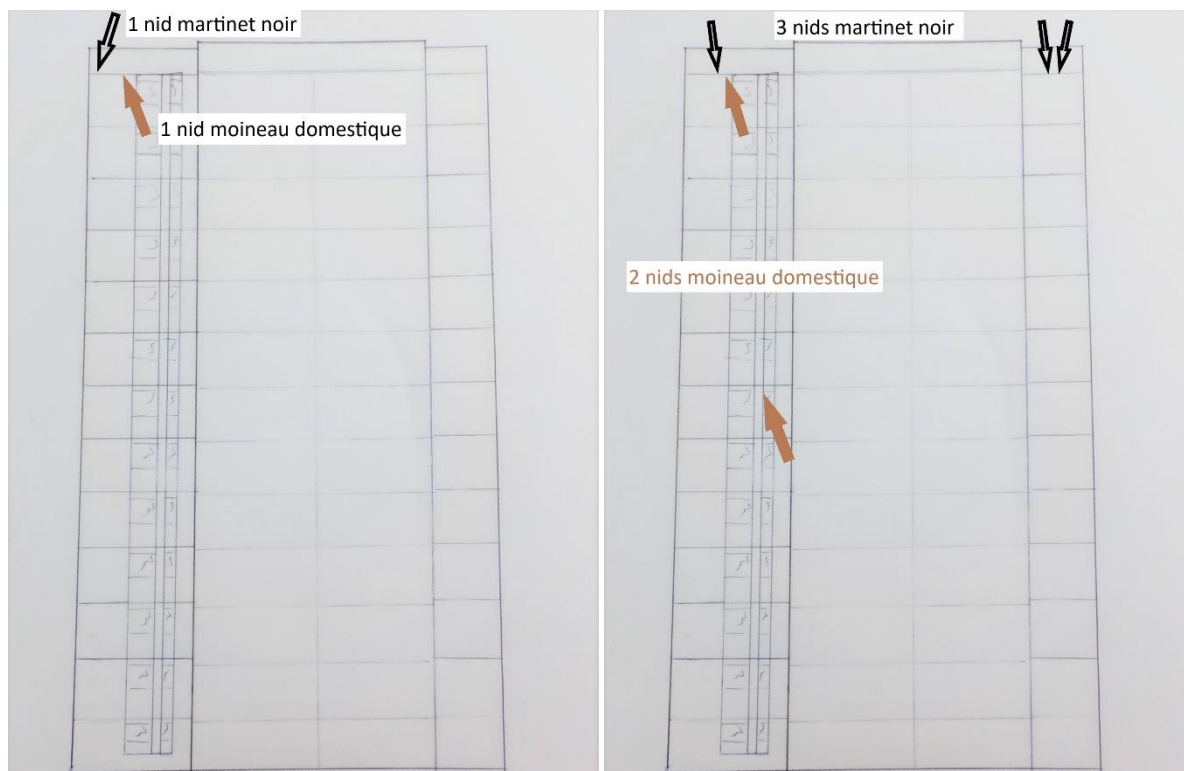 1 nid martinet noir
1 nid moineau domestique
3 nids martinet noir
2 nids moineau domestique